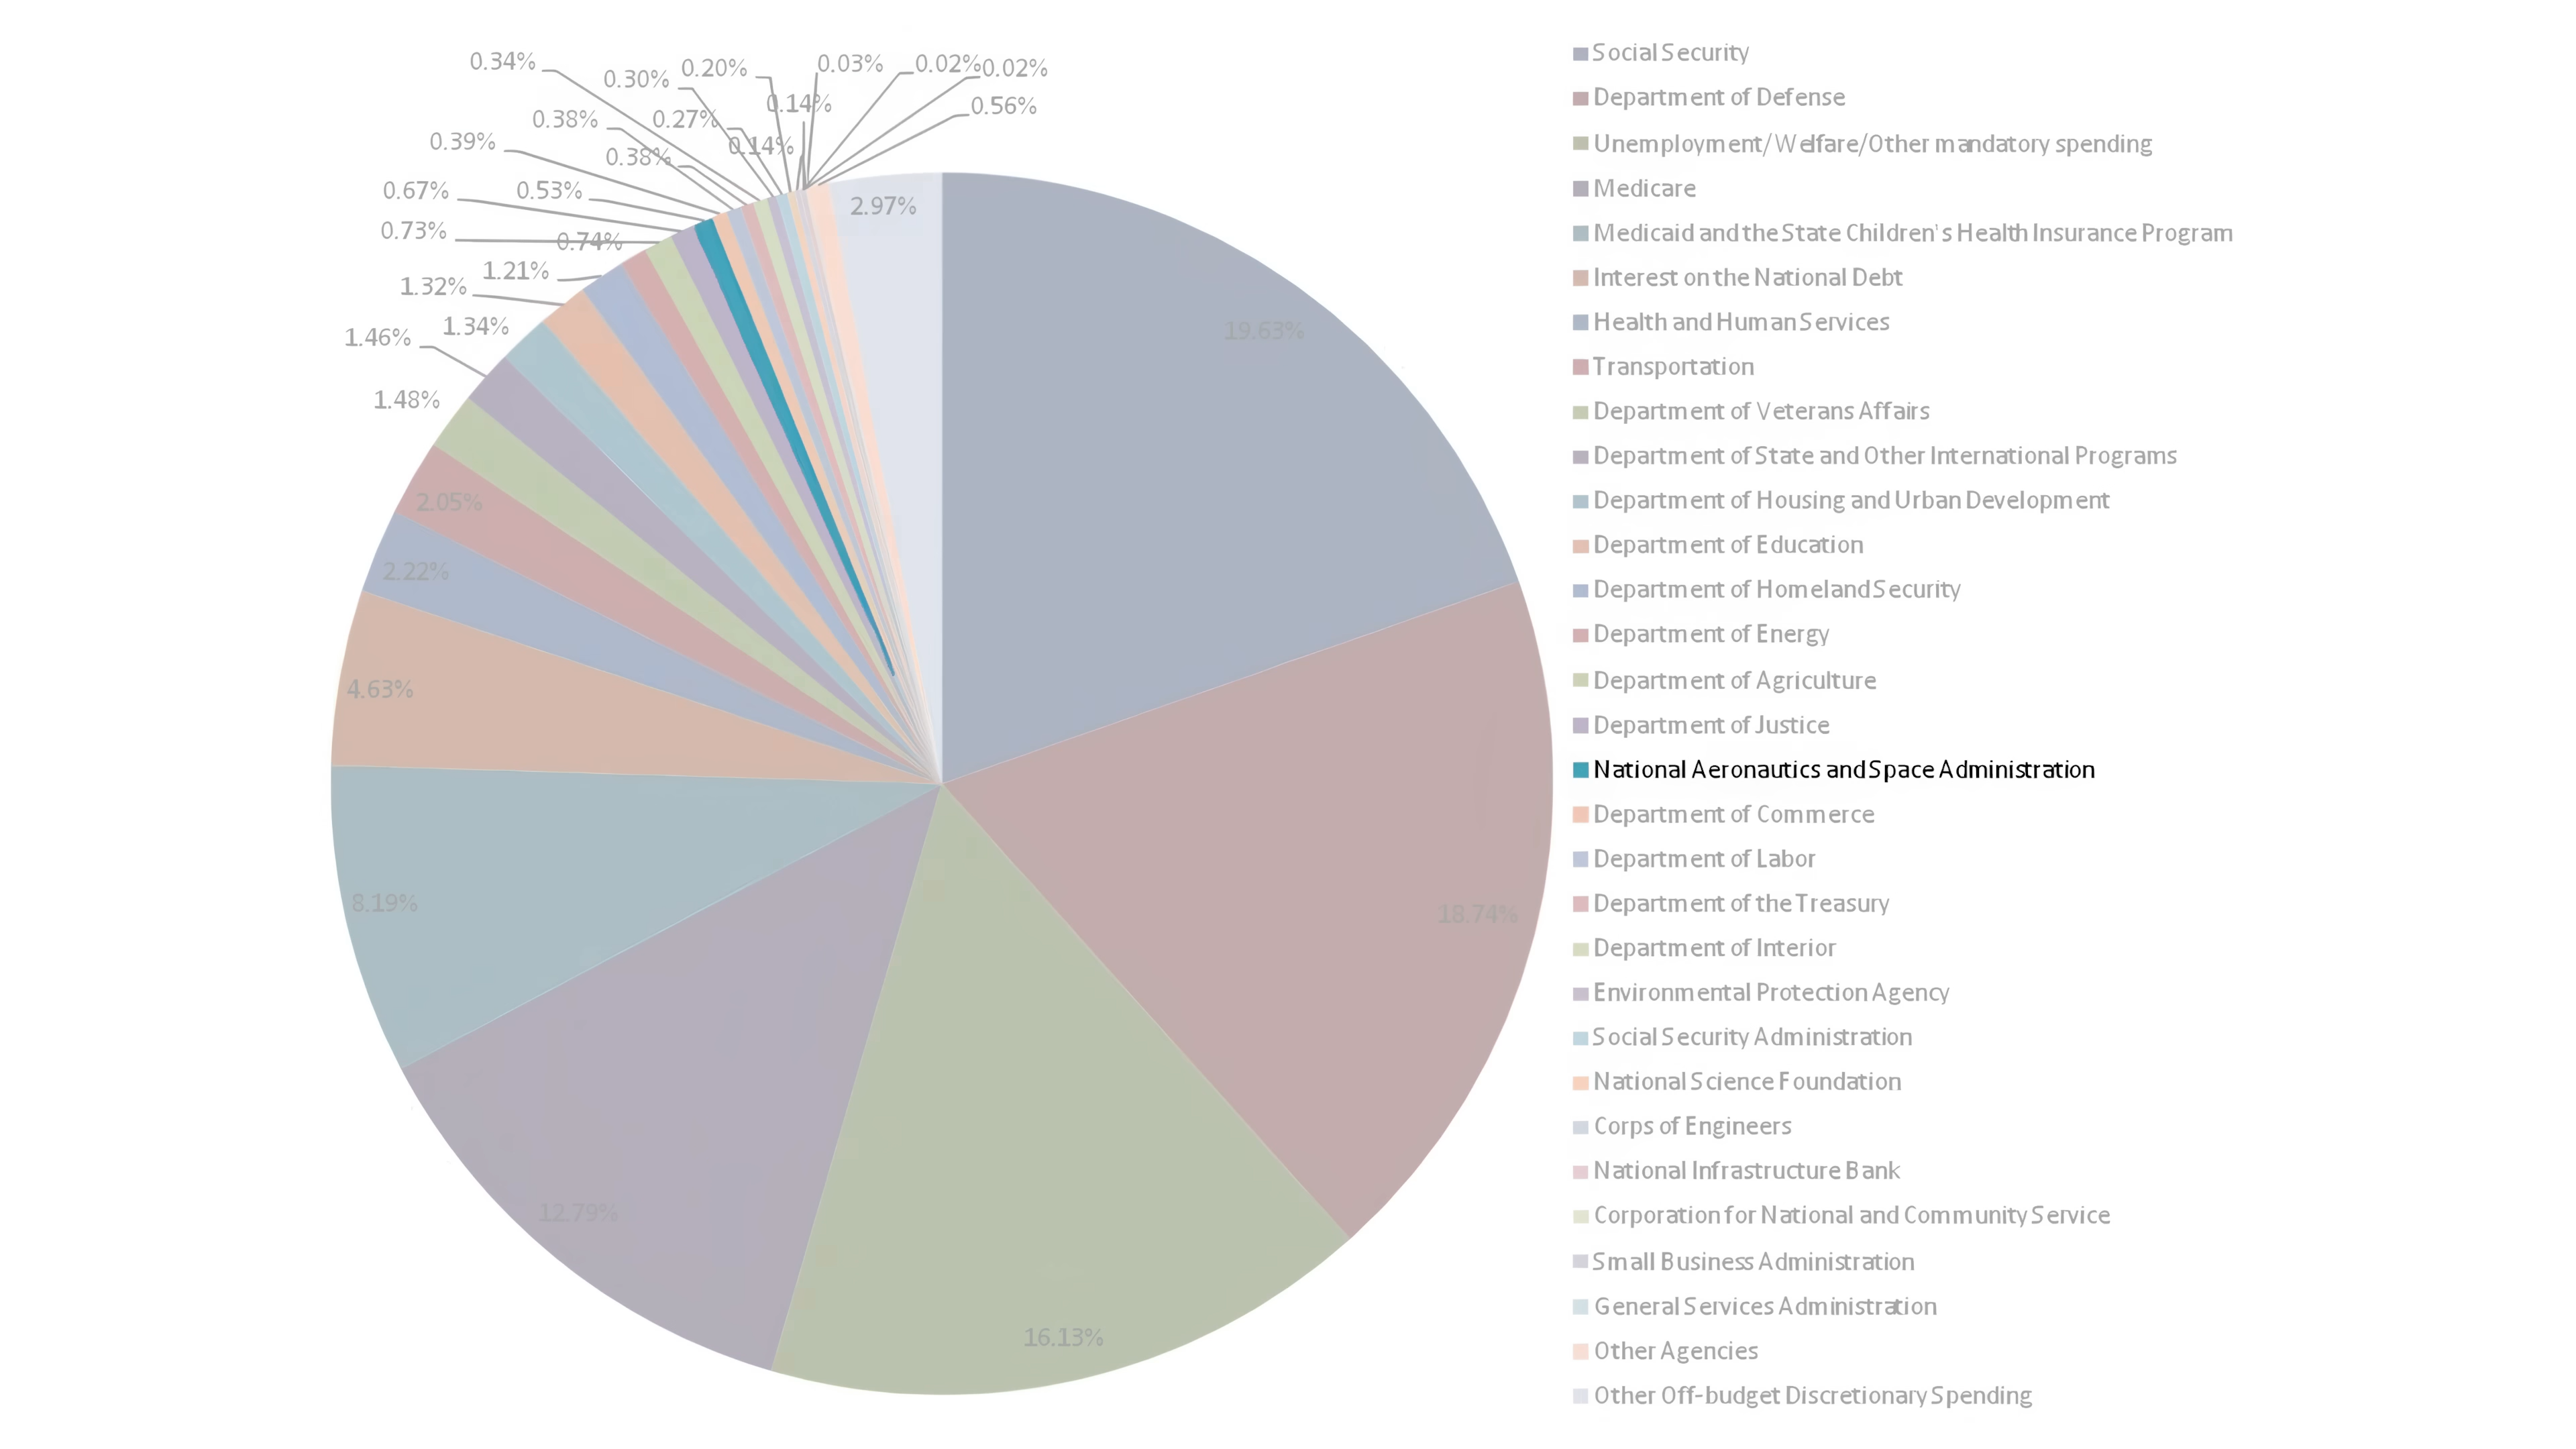 0.34%
0.30%
0.20%
0.03%
0.02%
0.02%
0.14%
0.56%
0.38%
0.27%
0.39%
0.38%
0.14%
0.67%
0.53%
0.73%
0.74%
1.21%
1.32%
1.46%
1.34%
1.48%
2.97%
19.63%
2.05%
2.22%
4.63%
8.19%
18.74%
12.79%
16.13%
Social Security
Department of Defense
Unemployment/Welfare/Other mandatory spending
Medicare
Medicaid and the State Children's Health Insurance Program
Interest on the National Debt
Health and Human Services
Transportation
Department of Veterans Affairs
Department of State and Other International Programs
Department of Housing and Urban Development
Department of Education
Department of Homeland Security
Department of Energy
Department of Agriculture
Department of Justice
National Aeronautics and Space Administration
Department of Commerce
Department of Labor
Department of the Treasury
Department of Interior
Environmental Protection Agency
Social Security Administration
National Science Foundation
Corps of Engineers
National Infrastructure Bank
Corporation for National and Community Service
Small Business Administration
General Services Administration
Other Agencies
Other Off-budget Discretionary Spending